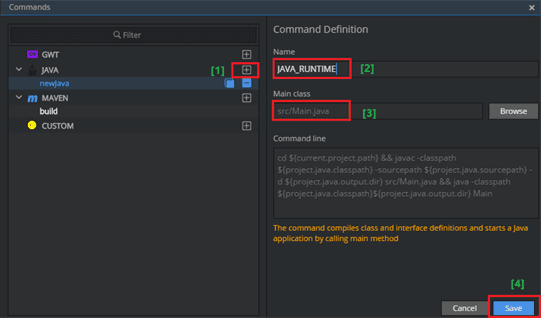 Commands
Filter
GWT
[1] JAVA
newJava
MAVEN
build
CUSTOM
Command Definition
Name
JAVA_RUNTIME [2]
Main class
src/Main.java [3] Browse
Command line
cd ${current.project.path} && javac -classpath
${project.java.classpath} -sourcepath ${project.java.sourcepath} -
d ${project.java.output.dir} src/Main.java && java -classpath
${project.java.classpath}${project.java.output.dir} Main
The command compiles class and interface definitions and starts a Java
application by calling main method
[4]
Cancel Save